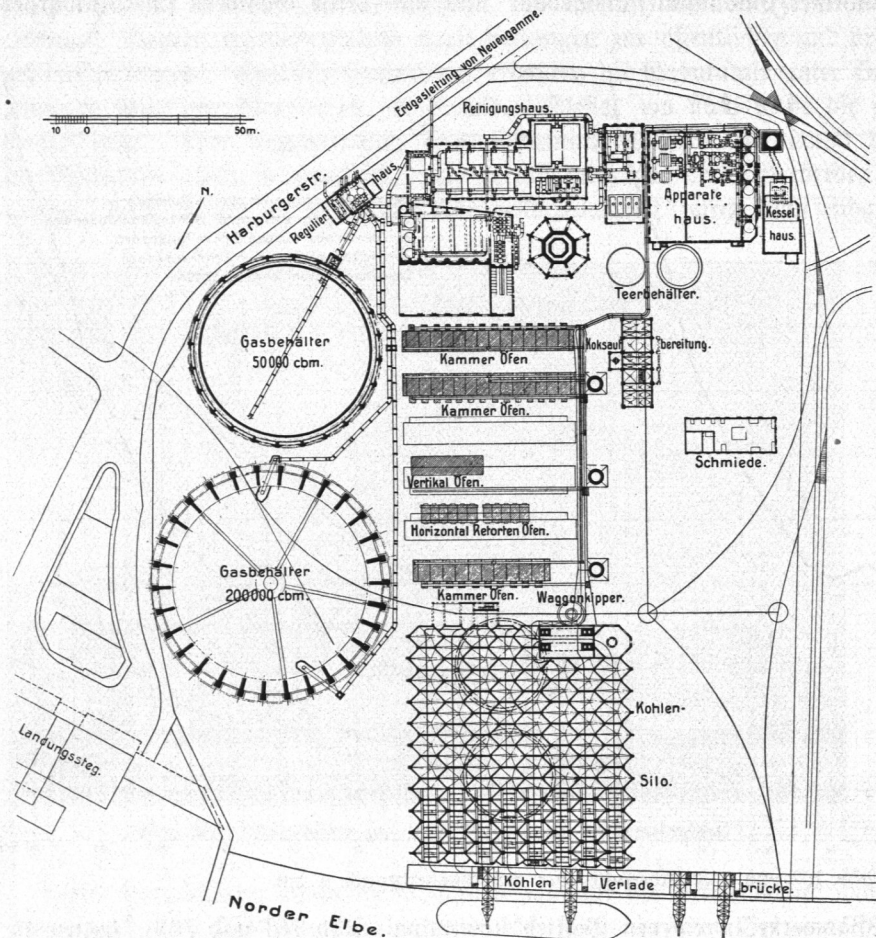 Erdgasleitung von Neuengamme.
Reinigungshaus.
10 0 50m.
N.
Harburgerstr.
Regulier
haus.
Apparate
haus.
Kessel
haus.
Teerbehälter.
Gasbehälter
50000 cbm.
Kammer Öfen
Koksauf
bereitung.
Kammer Öfen.
Schmiede.
Vertikal Öfen.
Horizontal Retorten Öfen.
Gasbehälter
200000 cbm.
Kammer Öfen.
Waggonkipper.
Kohlen-
Silo.
Landungssteg.
Kohlen Verlade brücke.
Norder Elbe.